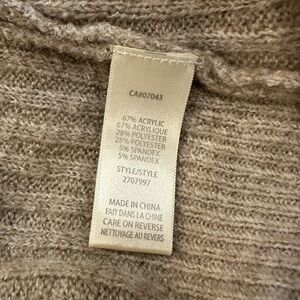 CA#07043
67% ACRYLIC
67% ACRYLIQUE
28% POLYESTER
28% POLYESTER
5% SPANDEX
5% SPANDEX
STYLE/STYLE
2707997
MADE IN CHINA
FAIT DANS LA CHINE
CARE ON REVERSE
NETTOYAGE AU REVERS